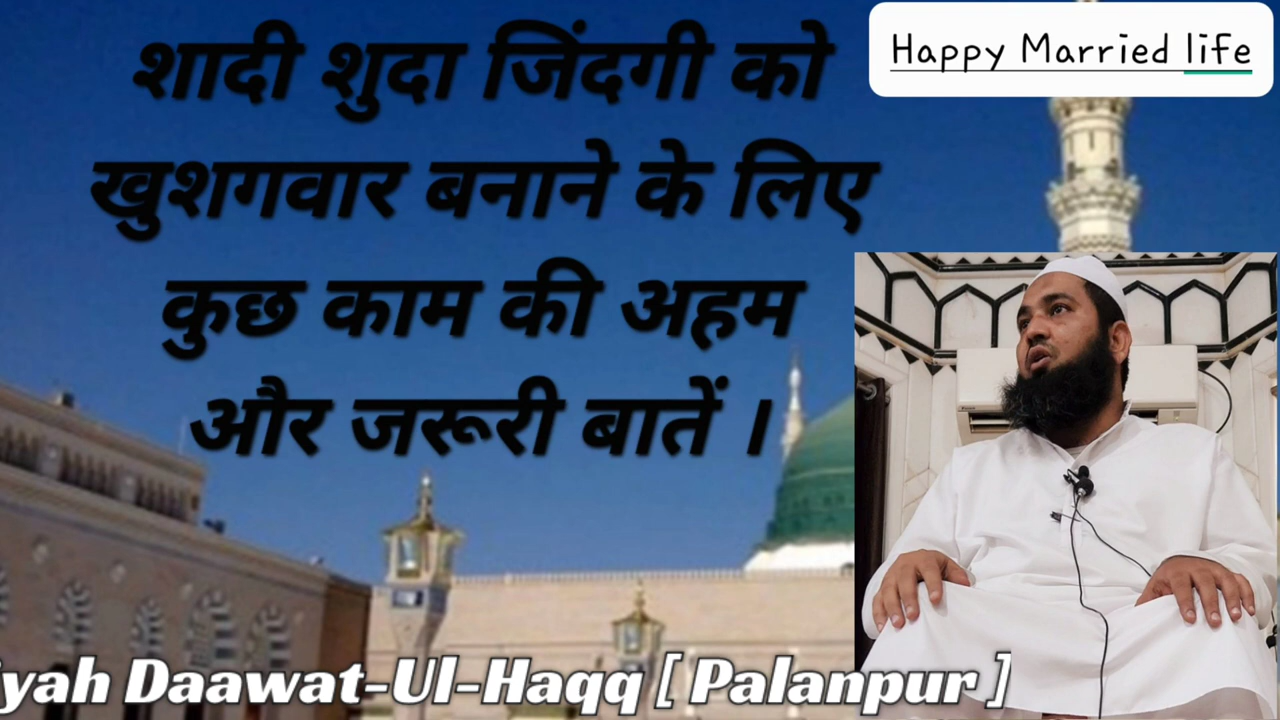 शादी शुदा जिंदगी को
Happy Married life
खुशगवार बनाने के लिए
कुछ काम की अहम
और जरूरी बातें ।
Daawat-Ul-Haqq [ Palanpur ]